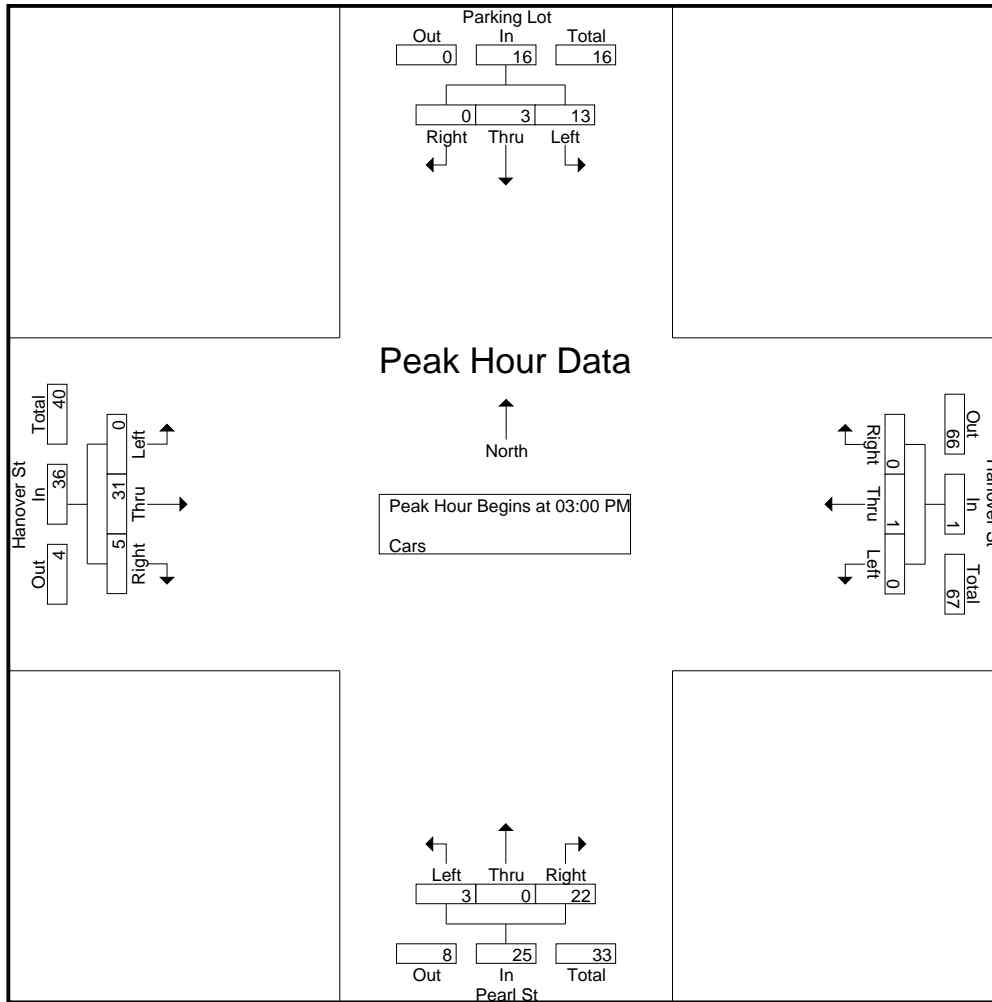 Parking Lot
Out In Total
0 16 16
0 3 13
Right Thru Left
Peak Hour Data
North
Peak Hour Begins at 03:00 PM
Cars
Hanover St
Total In Out
40 36 4
0 31 5
Left Thru Right
Hanover St
Out In Total
66 1 67
Right Thru Left
0 1 0
Left Thru Right
3 0 22
8 25 33
Out In Total
Pearl St